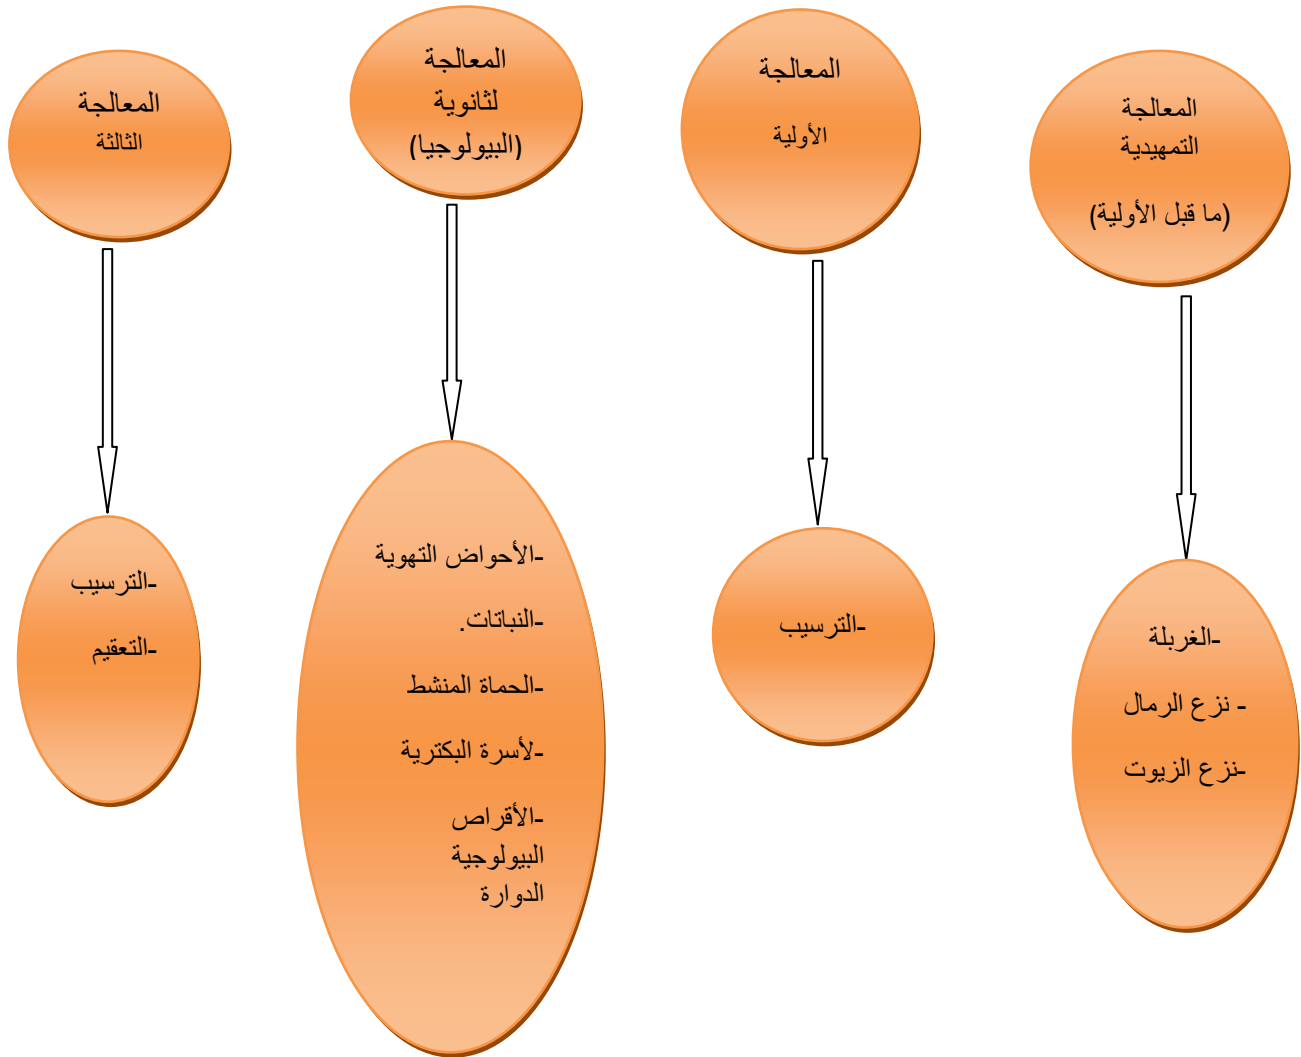 المعالجة
التمهيدية
(ما قبل الأولية)
المعالجة
الأولية
المعالجة
لثانوية
(البيولوجيا)
المعالجة
الثالثة
-الغربلة
- نزع الرمال
-نزع الزيوت
-الترسيب
-الأحواض التهوية
-النباتات.
-الحماة المنشط
-لأسرة البكترية
-الأقراص
البيولوجية
الدوارة
-الترسيب
-التعقيم